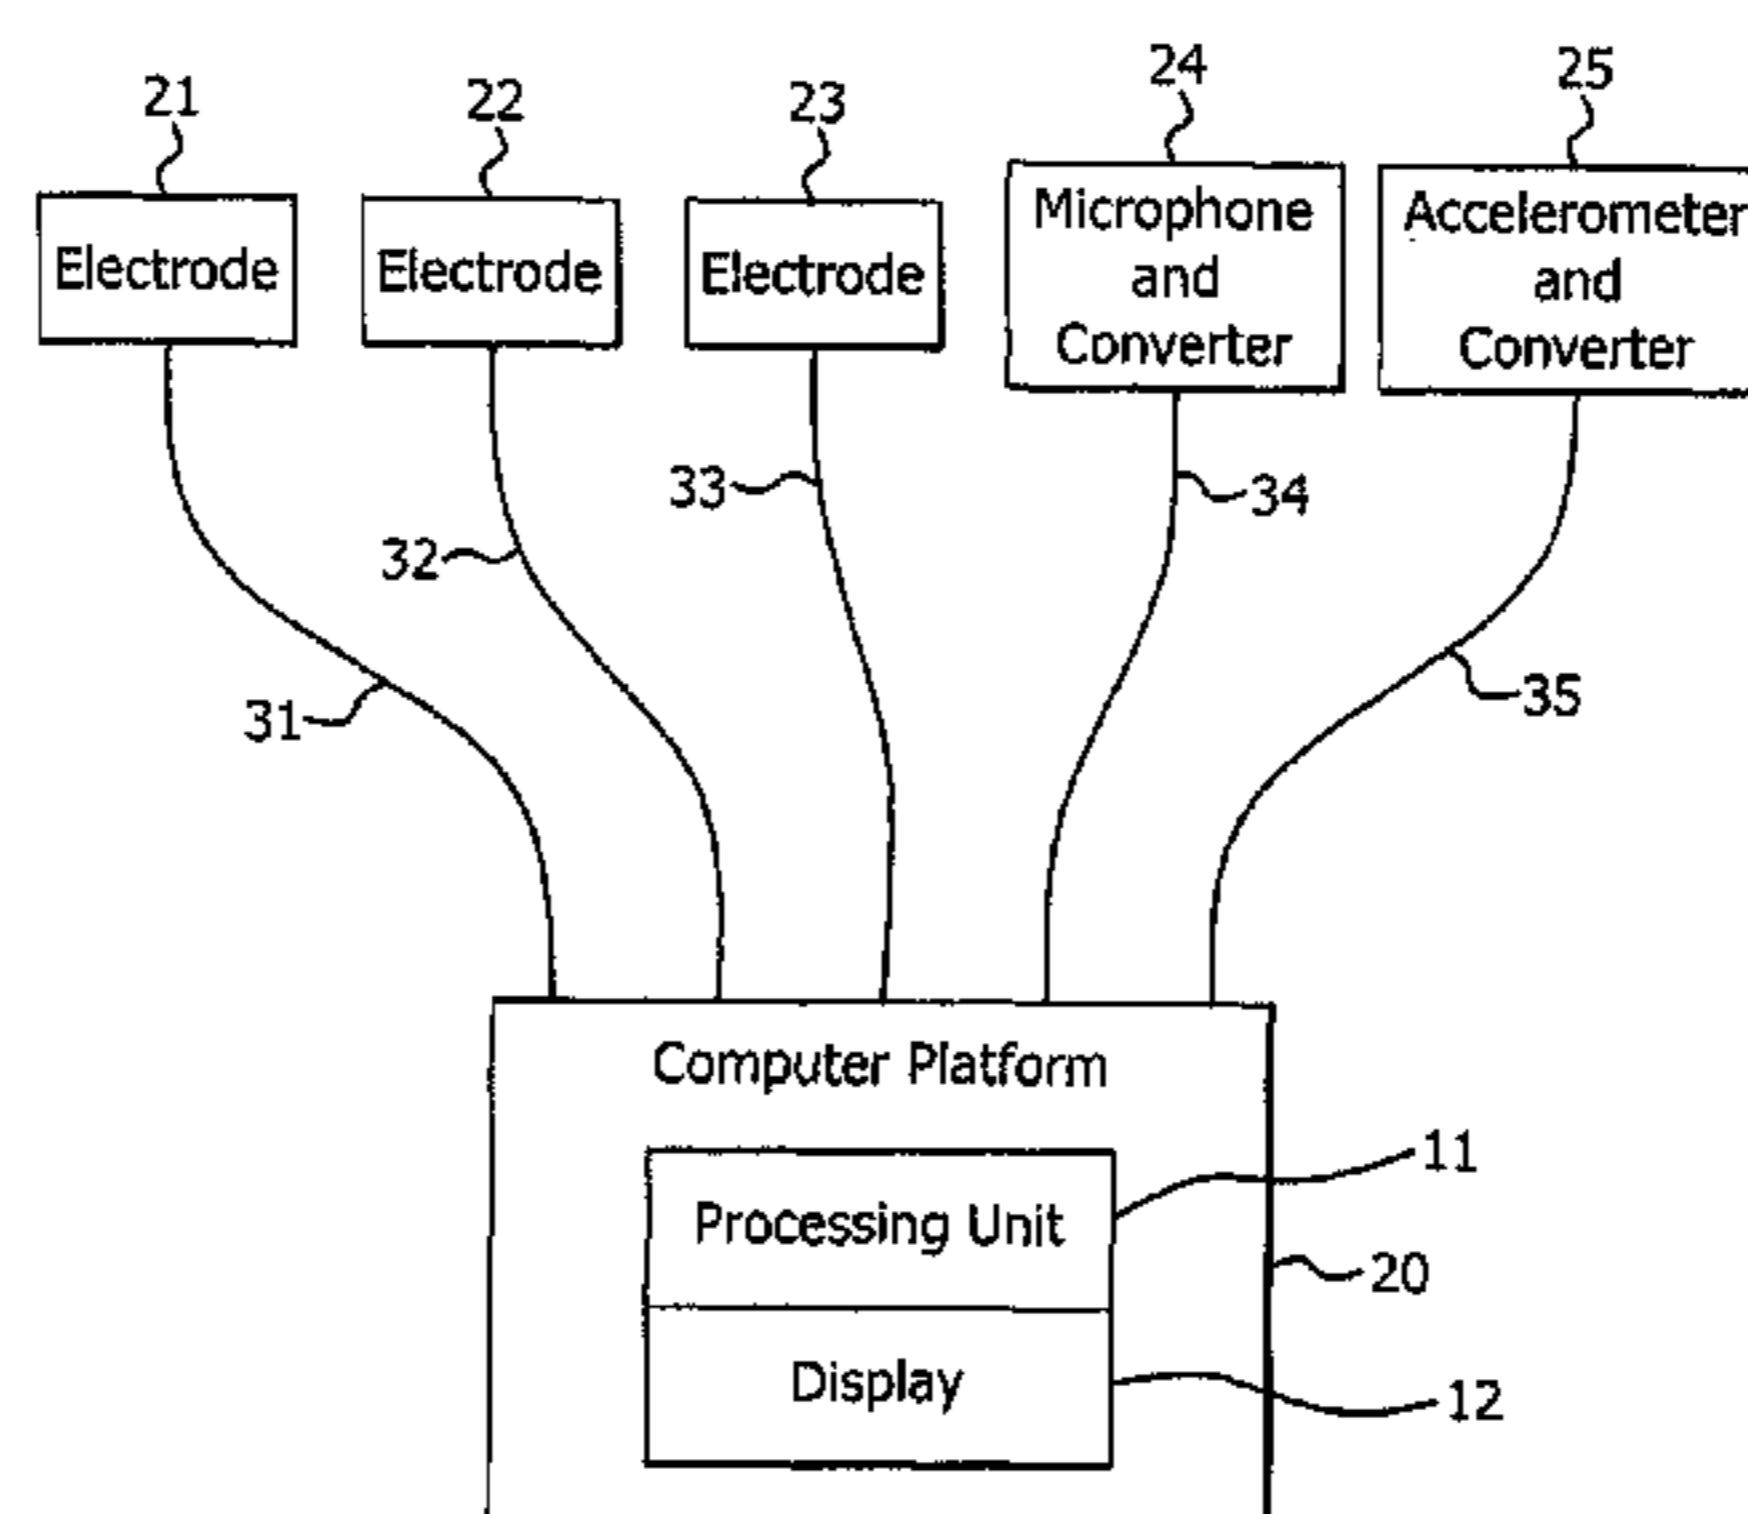 21 22 23 24 25
Electrode Electrode Electrode Microphone and Converter Accelerometer and Converter
33 34
32
31 35
Computer Platform
11
Processing Unit
20
Display
12